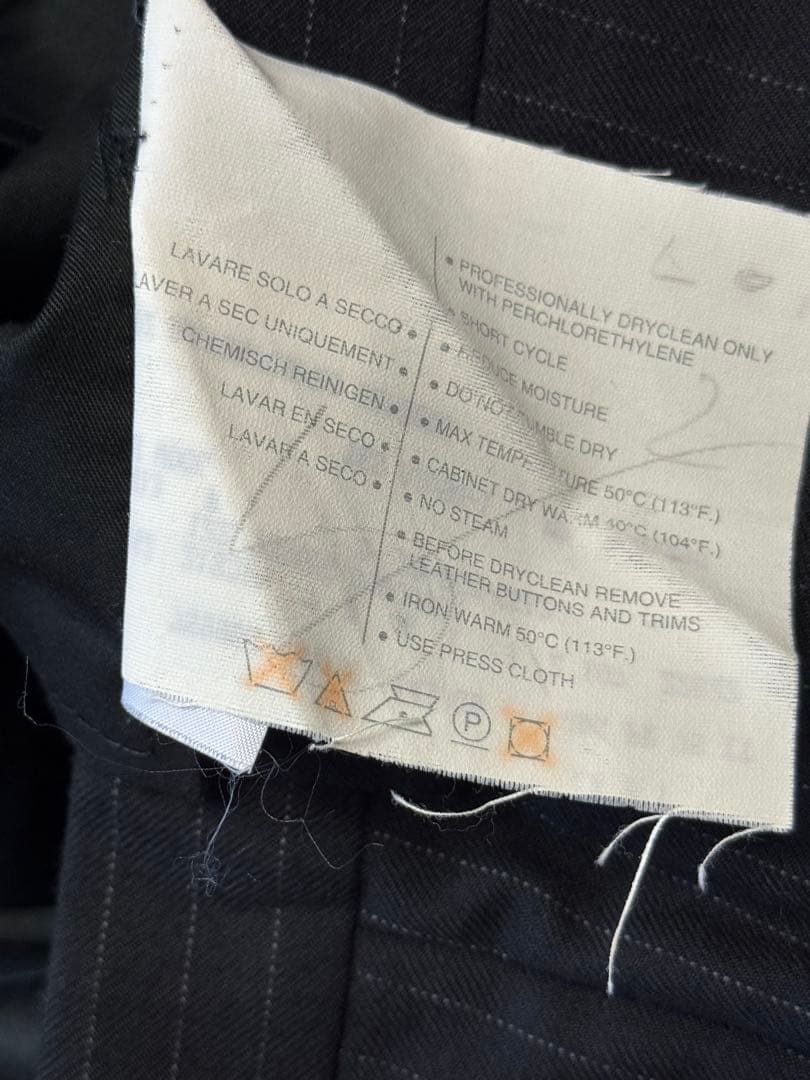 LAVARE SOLO A SECCO •
LAVER A SEC UNIQUEMENT •
CHEMISCH REINIGEN •
LAVAR EN SECO •
LAVAR A SECO •
• PROFESSIONALLY DRYCLEAN ONLY
WITH PERCHLORETHYLENE
• SHORT CYCLE
• REDUCE MOISTURE
• DO NOT TUMBLE DRY
• MAX TEMPERATURE 50°C (113°F.)
• CABINET DRY WARM 40°C (104°F.)
• NO STEAM
• BEFORE DRYCLEAN REMOVE
LEATHER BUTTONS AND TRIMS
• IRON WARM 50°C (113°F.)
• USE PRESS CLOTH
P